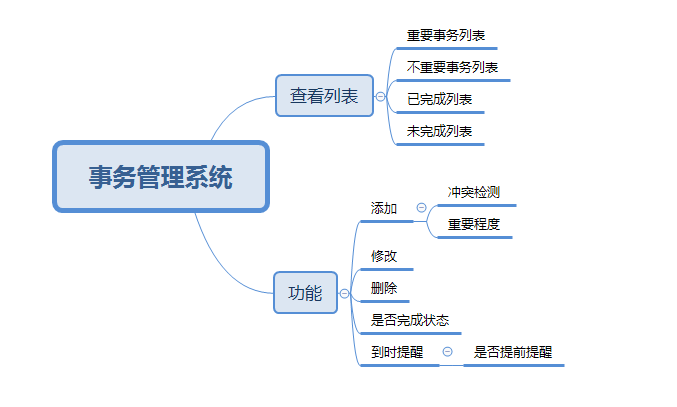 事务管理系统
查看列表
重要事务列表
不重要事务列表
已完成列表
未完成列表
功能
添加
冲突检测
重要程度
修改
删除
是否完成状态
到时提醒
是否提前提醒